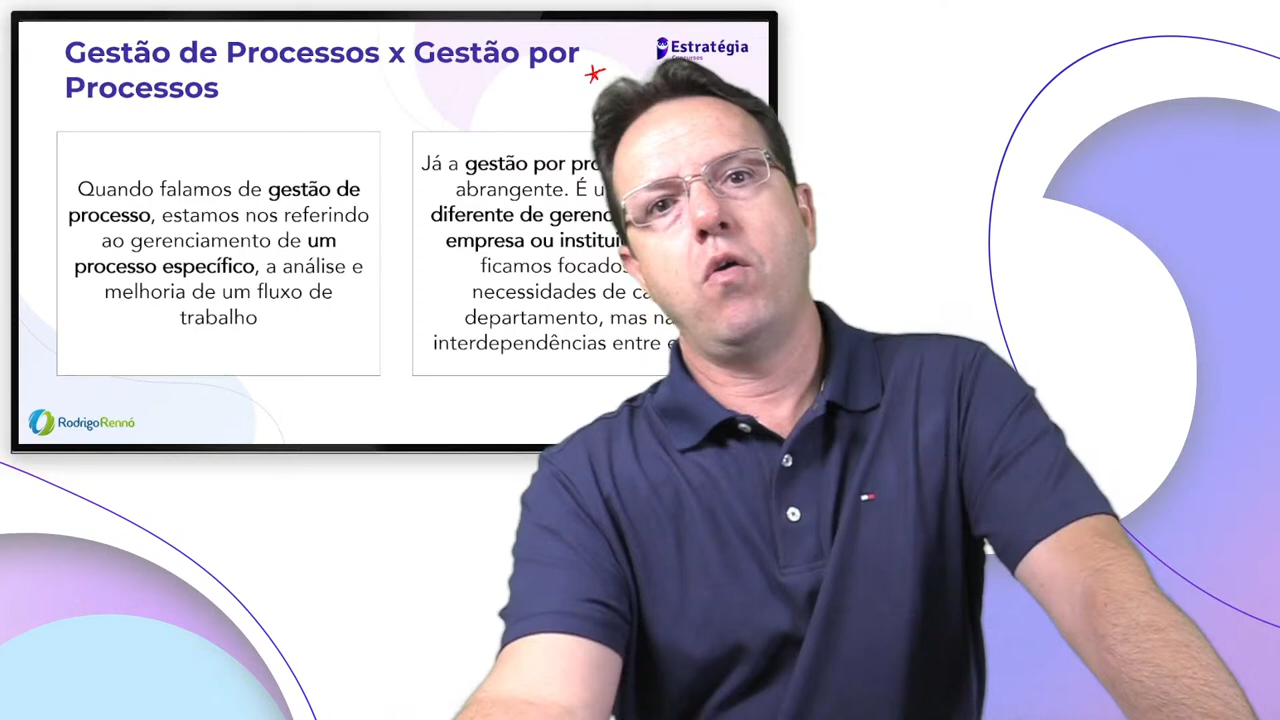 Gestão de Processos x Gestão por
Processos
Estratégia
Concursos
Quando falamos de gestão de
processo, estamos nos referindo
ao gerenciamento de um
processo específico, a análise e
melhoria de um fluxo de
trabalho
Já a gestão por
abrangente. É
diferente de
empresa ou
ficamos
necessidades de
departamento, mas
interdependências entre
RodrigoRennó